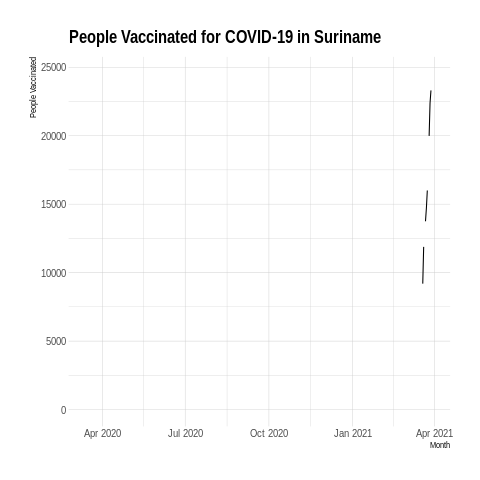 People Vaccinated for COVID-19 in Suriname
People Vaccinated
25000
20000
15000
10000
5000
0
Apr 2020 Jul 2020 Oct 2020 Jan 2021 Apr 2021
Month